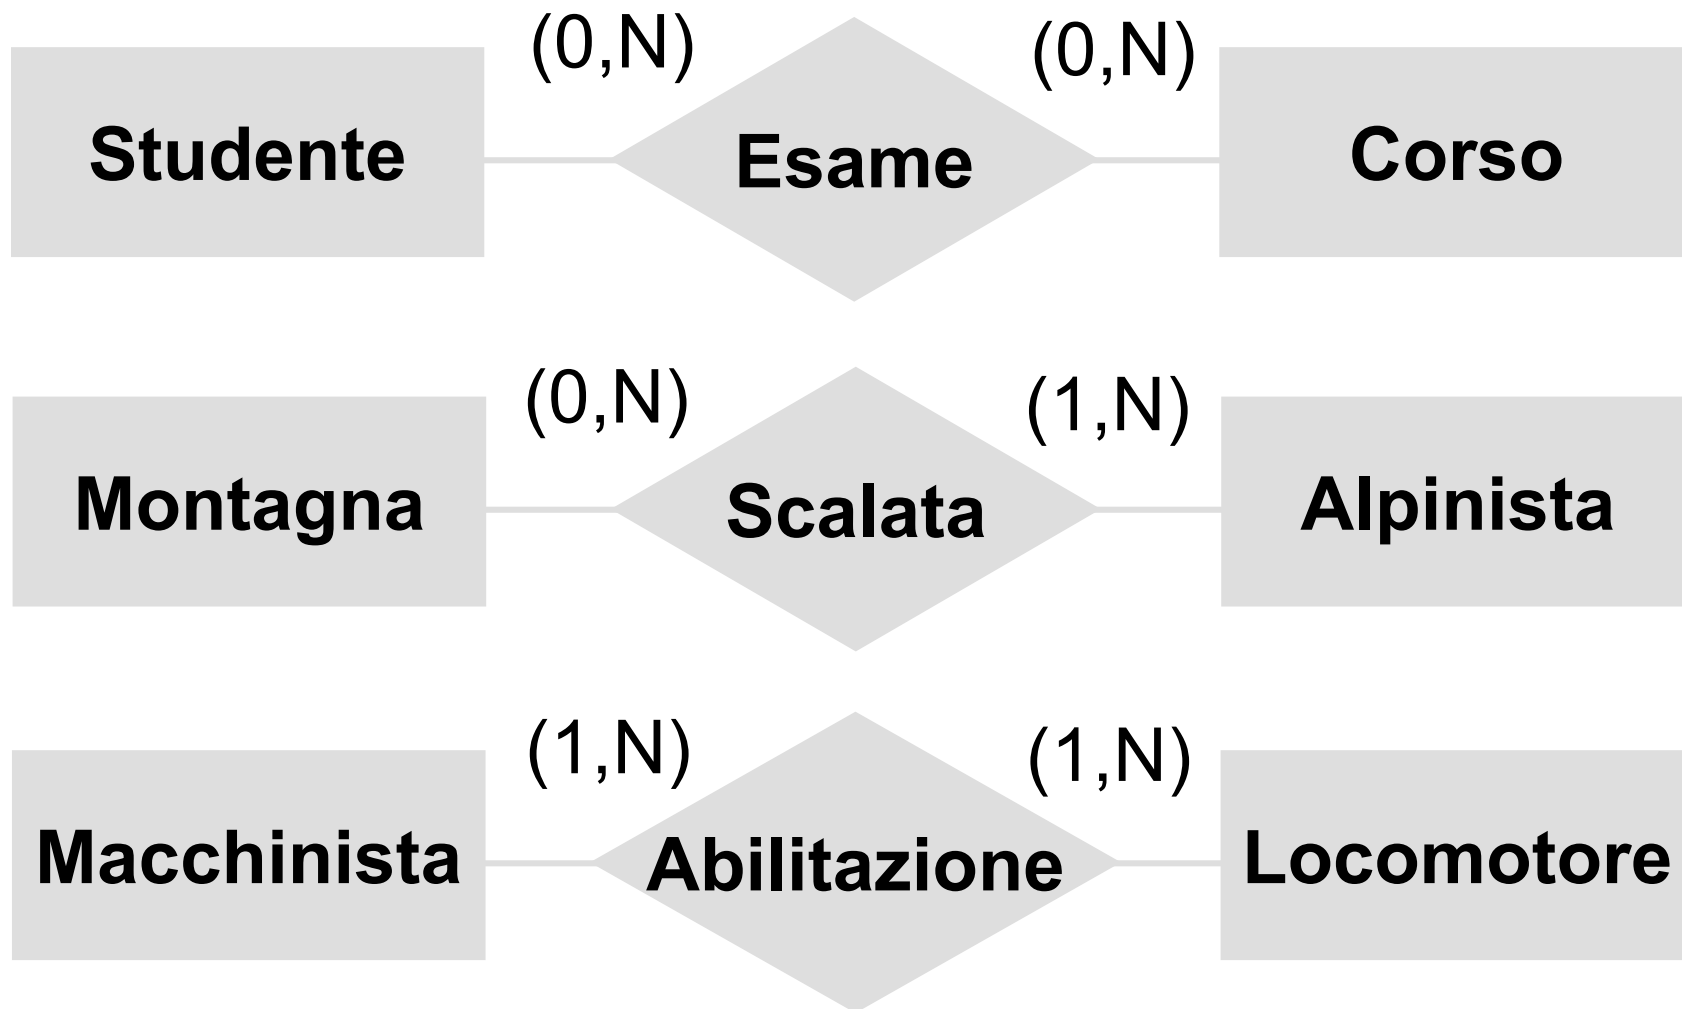 (0,N) (0,N)
Studente Esame Corso
(0,N) (1,N)
Montagna Scalata Alpinista
(1,N) (1,N)
Macchinista Abilitazione Locomotore